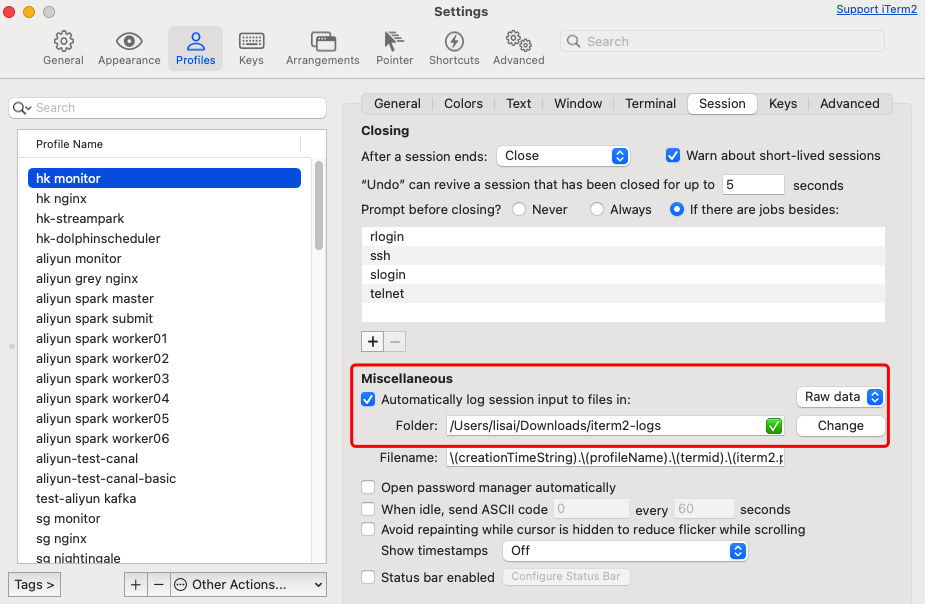 Settings
Support iTerm2
General
Appearance
Profiles
Keys
Arrangements
Pointer
Shortcuts
Advanced
Search
Search
Profile Name
hk monitor
hk nginx
hk-streampark
hk-dolphinscheduler
aliyun monitor
aliyun grey nginx
aliyun spark master
aliyun spark submit
aliyun spark worker01
aliyun spark worker02
aliyun spark worker03
aliyun spark worker04
aliyun spark worker05
aliyun spark worker06
aliyun-test-canal
aliyun-test-canal-basic
test-aliyun kafka
sg monitor
sg nginx
sg nightingale
Tags >
+
−
Other Actions...
General
Colors
Text
Window
Terminal
Session
Keys
Advanced
Closing
After a session ends: Close
Warn about short-lived sessions
“Undo” can revive a session that has been closed for up to 5 seconds
Prompt before closing? Never Always If there are jobs besides:
rlogin
ssh
slogin
telnet
+
−
Miscellaneous
Automatically log session input to files in: Raw data
Folder: /Users/lisai/Downloads/iterm2-logs Change
Filename: \(creationTimeString).\(profileName).\(termid).\(iterm2.p
Open password manager automatically
When idle, send ASCII code 0 every 60 seconds
Avoid repainting while cursor is hidden to reduce flicker while scrolling
Show timestamps Off
Status bar enabled Configure Status Bar